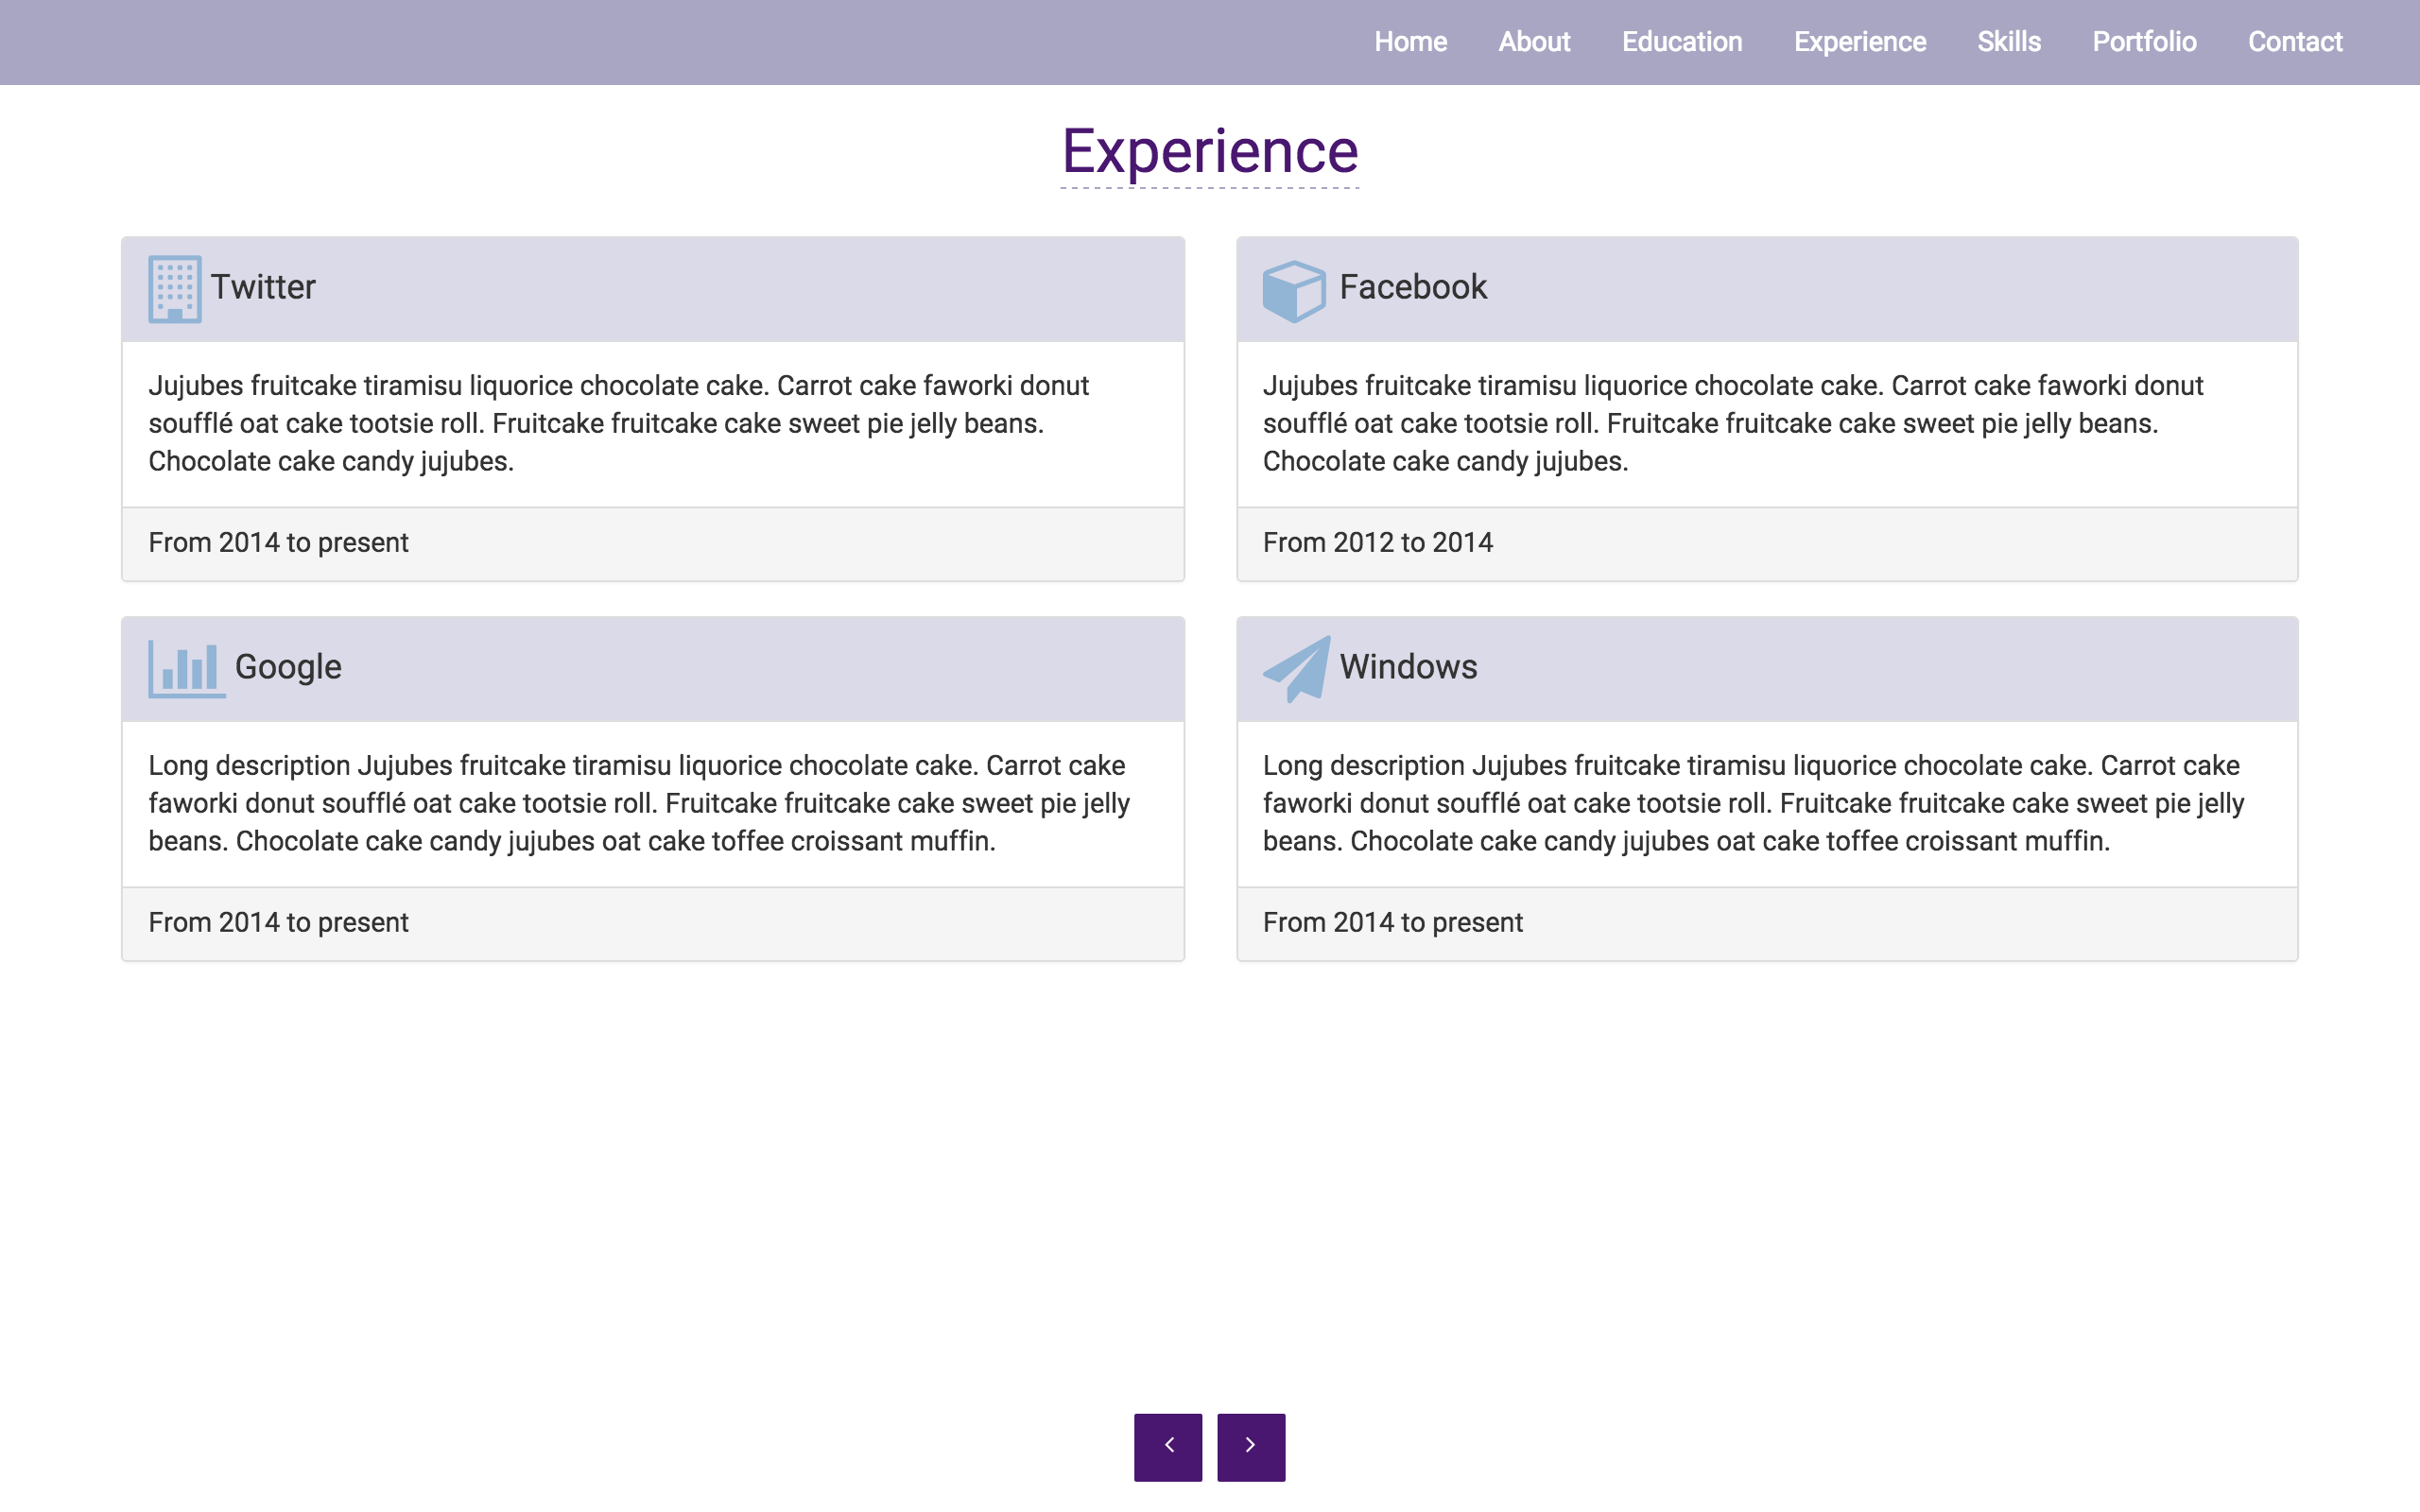 Home About Education Experience Skills Portfolio Contact
Experience
Twitter
Jujubes fruitcake tiramisu liquorice chocolate cake. Carrot cake faworki donut
soufflé oat cake tootsie roll. Fruitcake fruitcake cake sweet pie jelly beans.
Chocolate cake candy jujubes.
From 2014 to present
Facebook
Jujubes fruitcake tiramisu liquorice chocolate cake. Carrot cake faworki donut
soufflé oat cake tootsie roll. Fruitcake fruitcake cake sweet pie jelly beans.
Chocolate cake candy jujubes.
From 2012 to 2014
Google
Long description Jujubes fruitcake tiramisu liquorice chocolate cake. Carrot cake
faworki donut soufflé oat cake tootsie roll. Fruitcake fruitcake cake sweet pie jelly
beans. Chocolate cake candy jujubes oat cake toffee croissant muffin.
From 2014 to present
Windows
Long description Jujubes fruitcake tiramisu liquorice chocolate cake. Carrot cake
faworki donut soufflé oat cake tootsie roll. Fruitcake fruitcake cake sweet pie jelly
beans. Chocolate cake candy jujubes oat cake toffee croissant muffin.
From 2014 to present